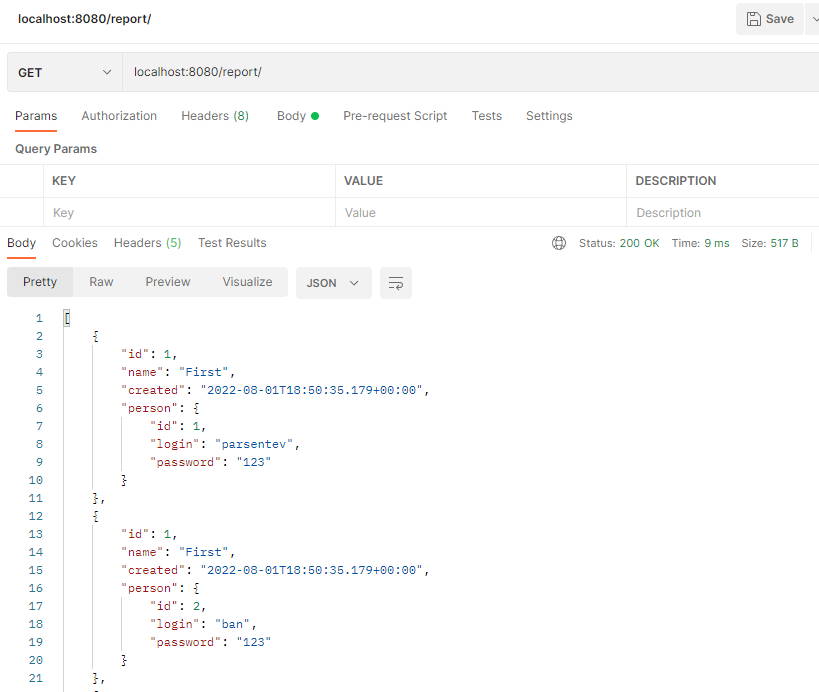 localhost:8080/report/
Save
GET localhost:8080/report/
Params Authorization Headers (8) Body Pre-request Script Tests Settings
Query Params
KEY VALUE DESCRIPTION
Key Value Description
Body Cookies Headers (5) Test Results Status: 200 OK Time: 9 ms Size: 517 B
Pretty Raw Preview Visualize JSON
1 [
2 {
3 "id": 1,
4 "name": "First",
5 "created": "2022-08-01T18:50:35.179+00:00",
6 "person": {
7 "id": 1,
8 "login": "parsentev",
9 "password": "123"
10 }
11 },
12 {
13 "id": 1,
14 "name": "First",
15 "created": "2022-08-01T18:50:35.179+00:00",
16 "person": {
17 "id": 2,
18 "login": "ban",
19 "password": "123"
20 }
21 },